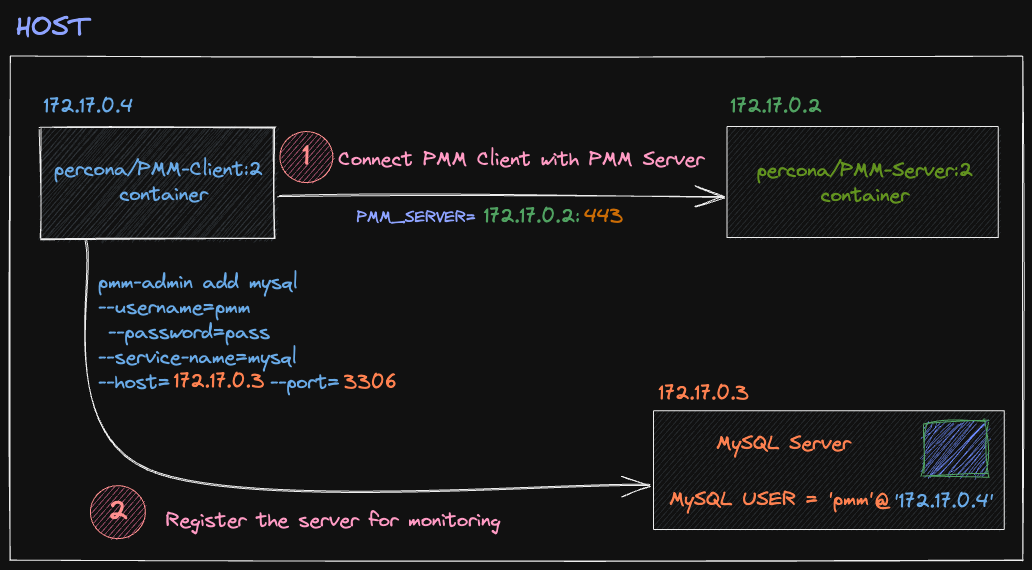 HOST
172.17.0.4
172.17.0.2
percona/PMM-Client:2
container
1
Connect PMM Client with PMM Server
PMM_SERVER= 172.17.0.2:443
percona/PMM-Server:2
container
pmm-admin add mysql
--username=pmm
--password=pass
--service-name=mysql
--host=172.17.0.3 --port=3306
172.17.0.3
MySQL Server
MySQL USER = 'pmm'@'172.17.0.4'
2
Register the server for monitoring